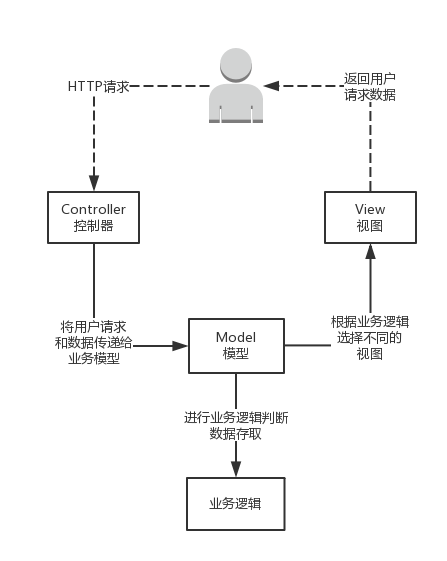 HTTP请求
返回用户
请求数据
Controller
控制器
View
视图
将用户请求
和数据传递给
业务模型
Model
模型
根据业务逻辑
选择不同的
视图
进行业务逻辑判断
数据存取
业务逻辑